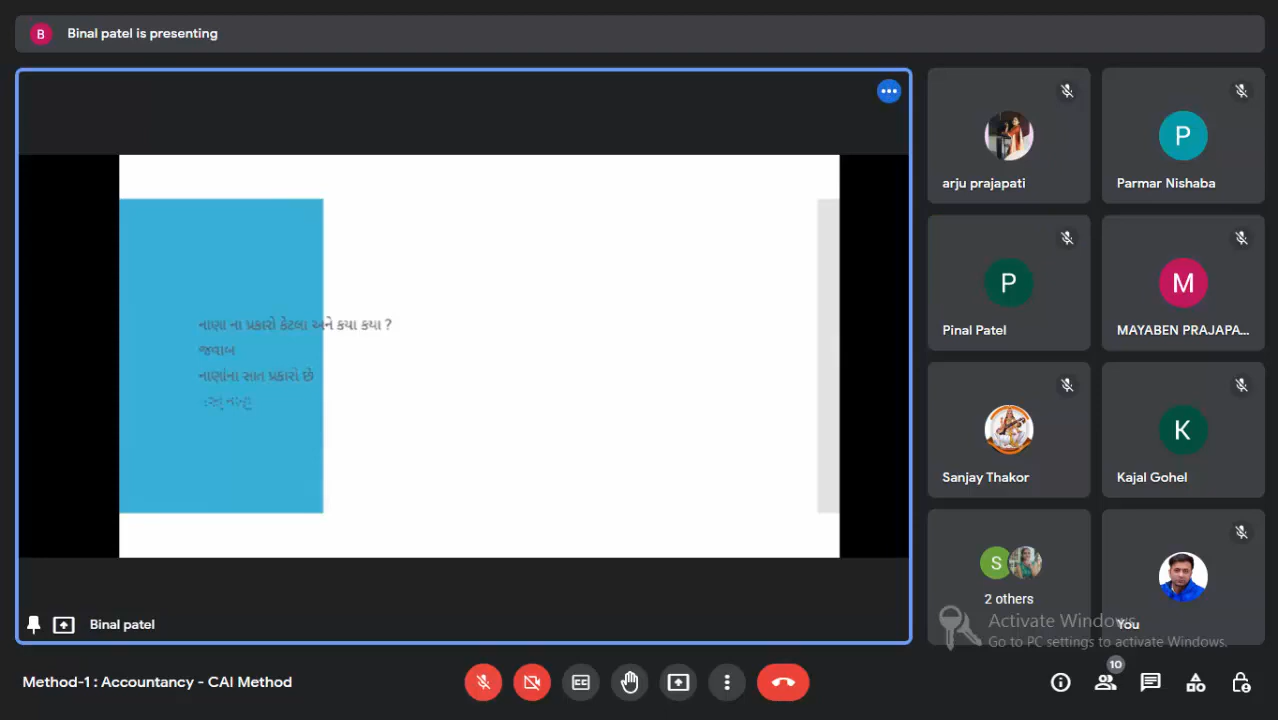 B Binal patel is presenting
નાણા ના પ્રકારો કેટલા અને કયા કયા ?
જવાબ
નાણાંના સાત પ્રકારો છે
Binal patel
arju prajapati
P
Parmar Nishaba
P
Pinal Patel
M
MAYABEN PRAJAPA...
Sanjay Thakor
K
Kajal Gohel
S
2 others
You
Activate Windows
Go to PC settings to activate Windows.
Method-1 : Accountancy - CAI Method
CC
10